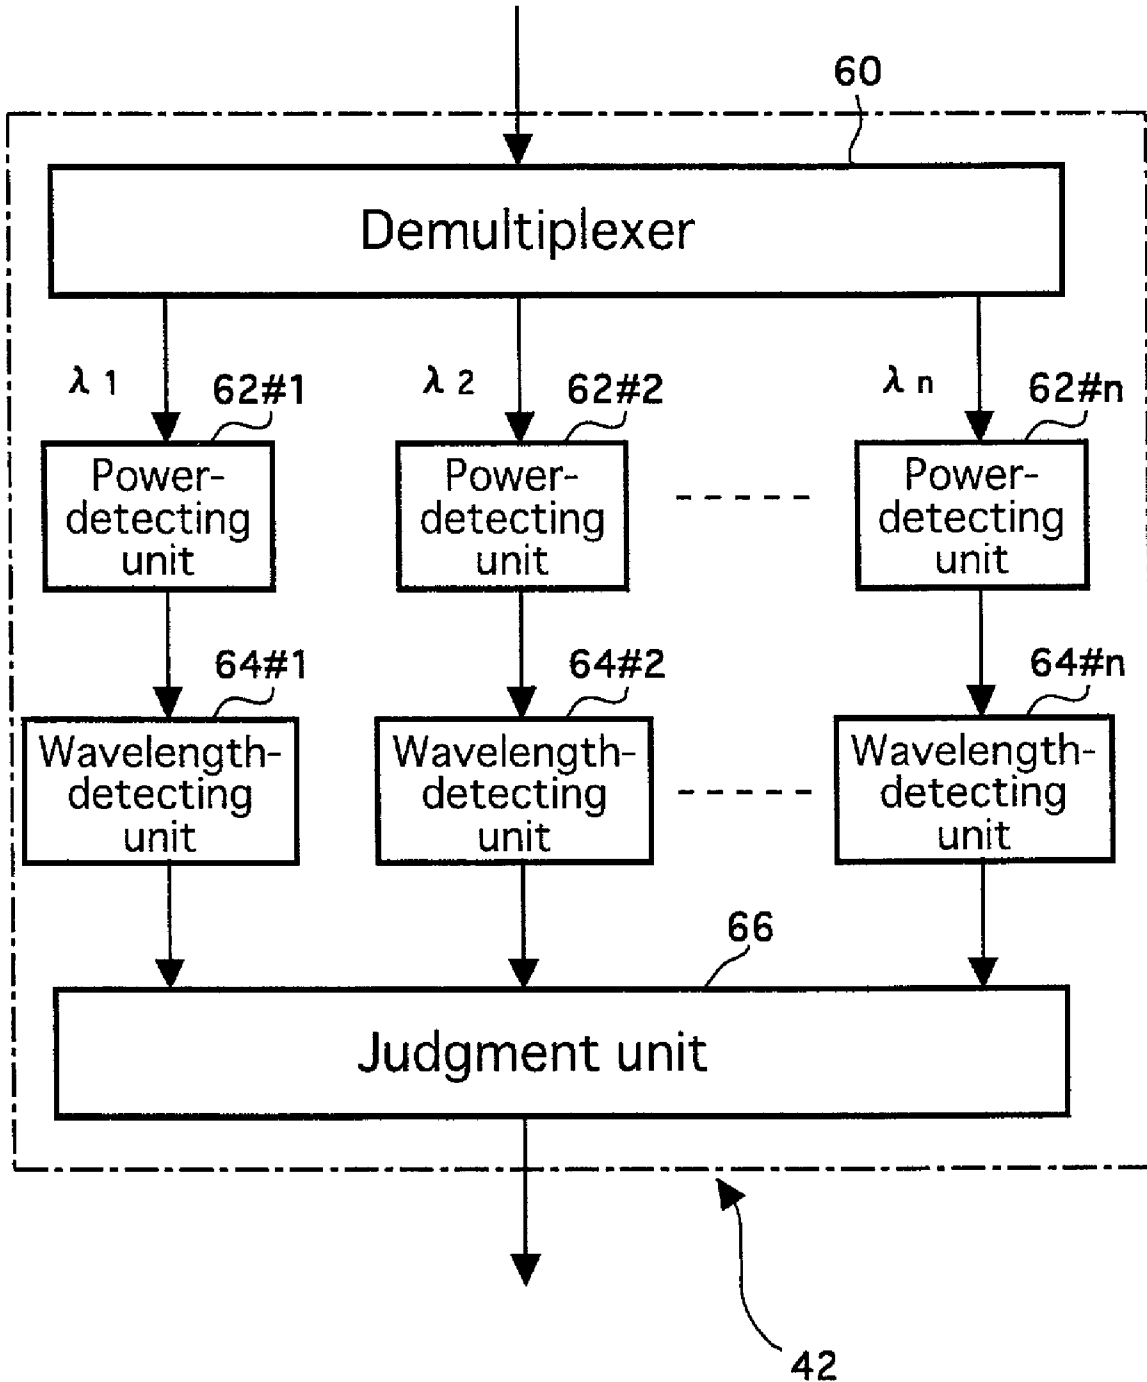 60
Demultiplexer
λ 1
62#1
λ 2
62#2
λ n
62#n
Power-
detecting
unit
Power-
detecting
unit
Power-
detecting
unit
64#1
64#2
64#n
Wavelength-
detecting
unit
Wavelength-
detecting
unit
Wavelength-
detecting
unit
66
Judgment unit
42